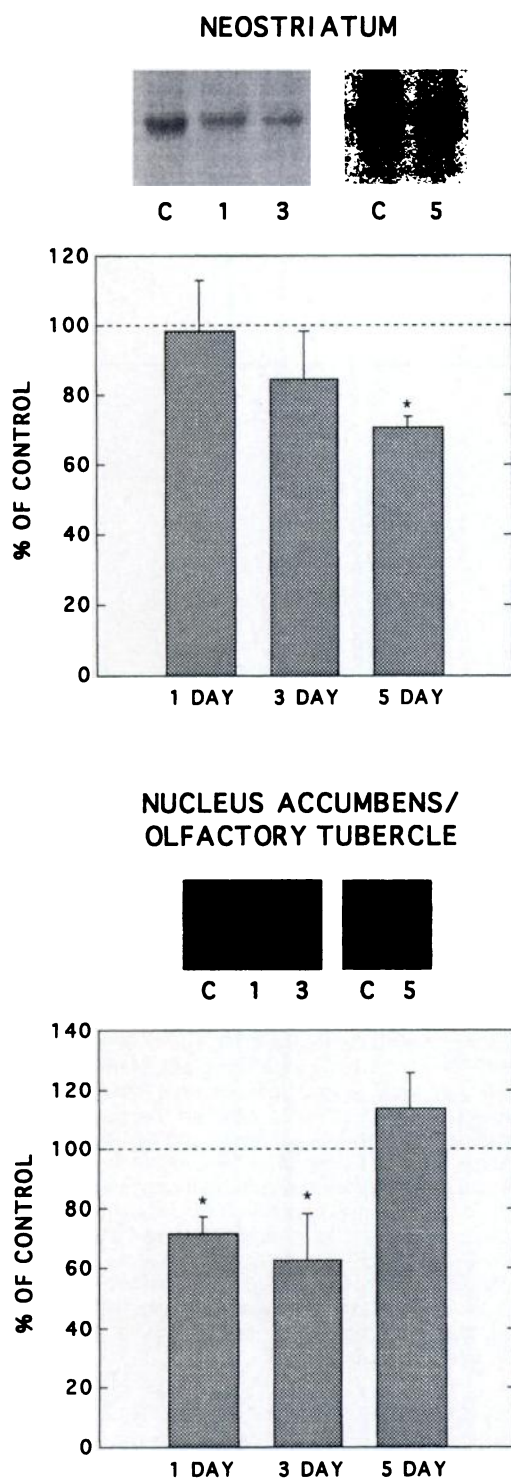 NEOSTRIATUM
C 1 3 C 5
120
100
80
60
40
20
0
% OF CONTROL
*
1 DAY 3 DAY 5 DAY
NUCLEUS ACCUMBENS/
OLFACTORY TUBERCLE
C 1 3 C 5
140
120
100
80
60
40
20
0
% OF CONTROL
* *
1 DAY 3 DAY 5 DAY